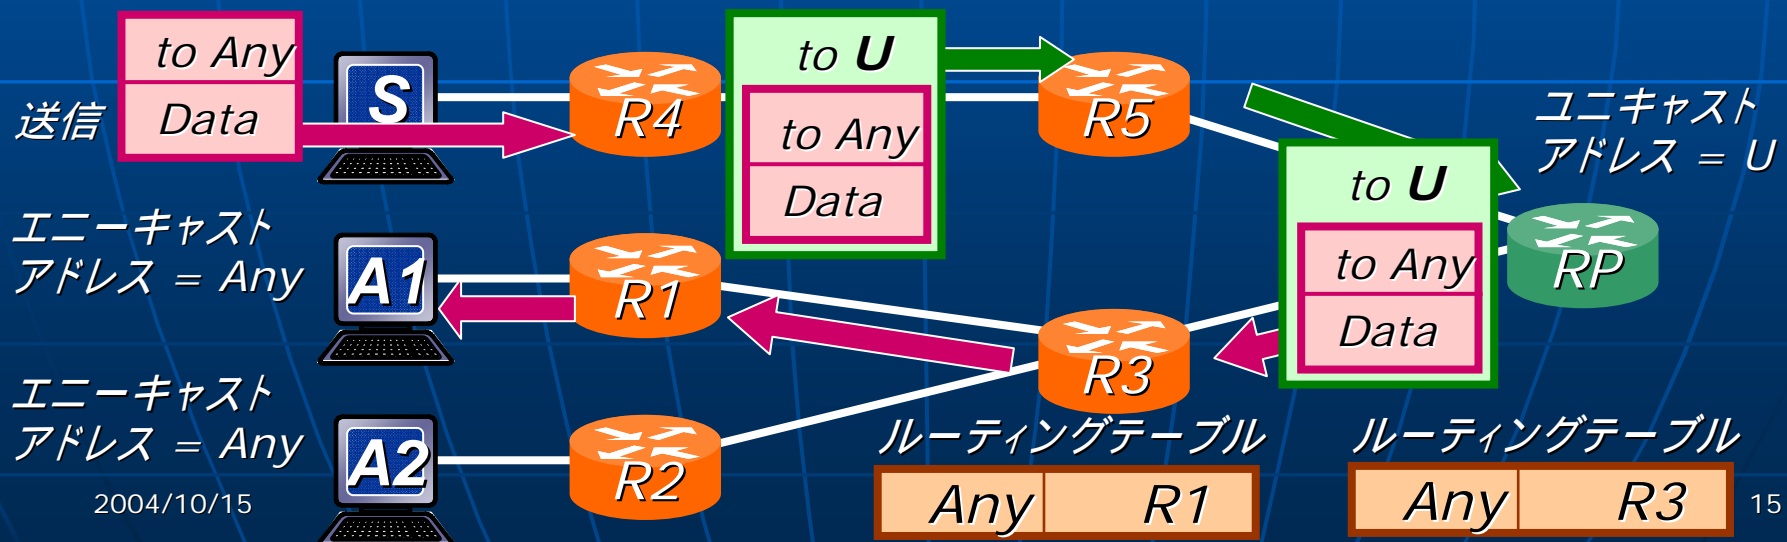 to Any
Data
送信
S
R4
to U
to Any
Data
R5
ユニキャスト
アドレス = U
to U
to Any
Data
RP
エニーキャスト
アドレス = Any
A1
R1
R3
エニーキャスト
アドレス = Any
A2
R2
ルーティングテーブル
Any R1
ルーティングテーブル
Any R3
2004/10/15
15